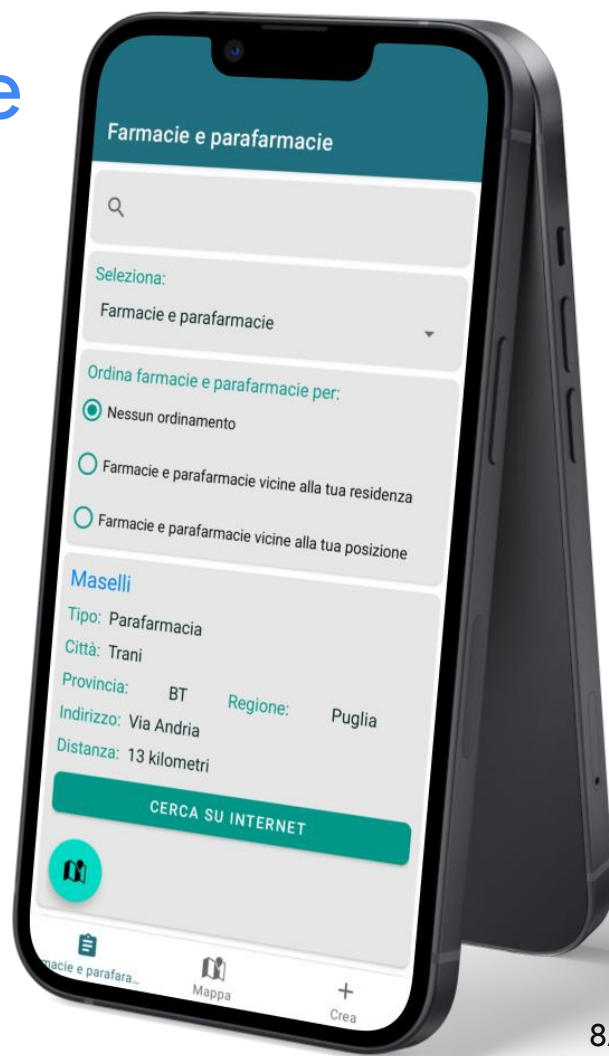 e
Farmacie e parafarmacie
Seleziona:
Farmacie e parafarmacie
Ordina farmacie e parafarmacie per:
Nessun ordinamento
Farmacie e parafarmacie vicine alla tua residenza
Farmacie e parafarmacie vicine alla tua posizione
Maselli
Tipo: Parafarmacia
Città: Trani
Provincia: BT Regione: Puglia
Indirizzo: Via Andria
Distanza: 13 kilometri
CERCA SU INTERNET
macie e parafara... Mappa Crea
8